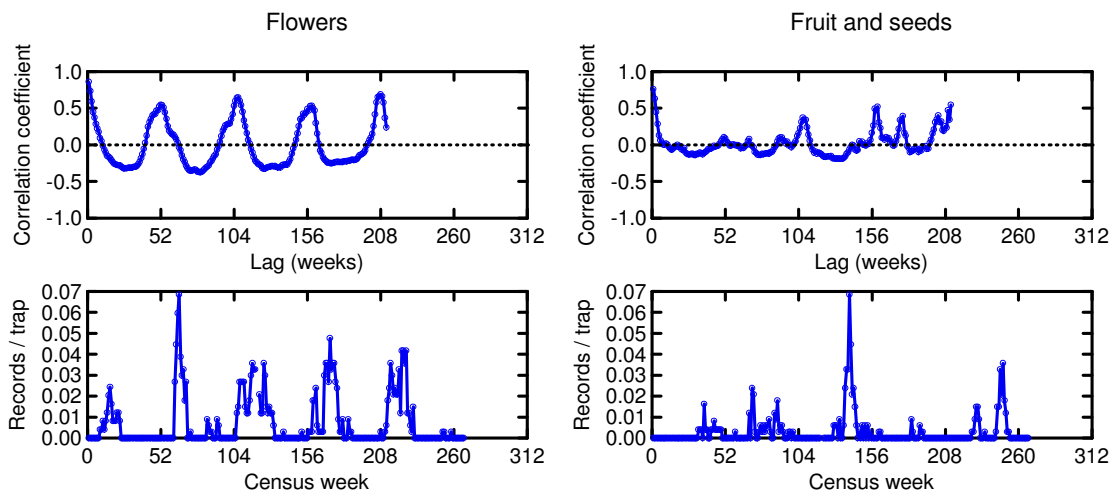 Flowers
Fruit and seeds
Correlation coefficient
1.0
0.5
0.0
-0.5
-1.0
0 52 104 156 208 260 312
Lag (weeks)
Correlation coefficient
1.0
0.5
0.0
-0.5
-1.0
0 52 104 156 208 260 312
Lag (weeks)
Records / trap
0.07
0.06
0.05
0.04
0.03
0.02
0.01
0.00
0 52 104 156 208 260 312
Census week
Records / trap
0.07
0.06
0.05
0.04
0.03
0.02
0.01
0.00
0 52 104 156 208 260 312
Census week